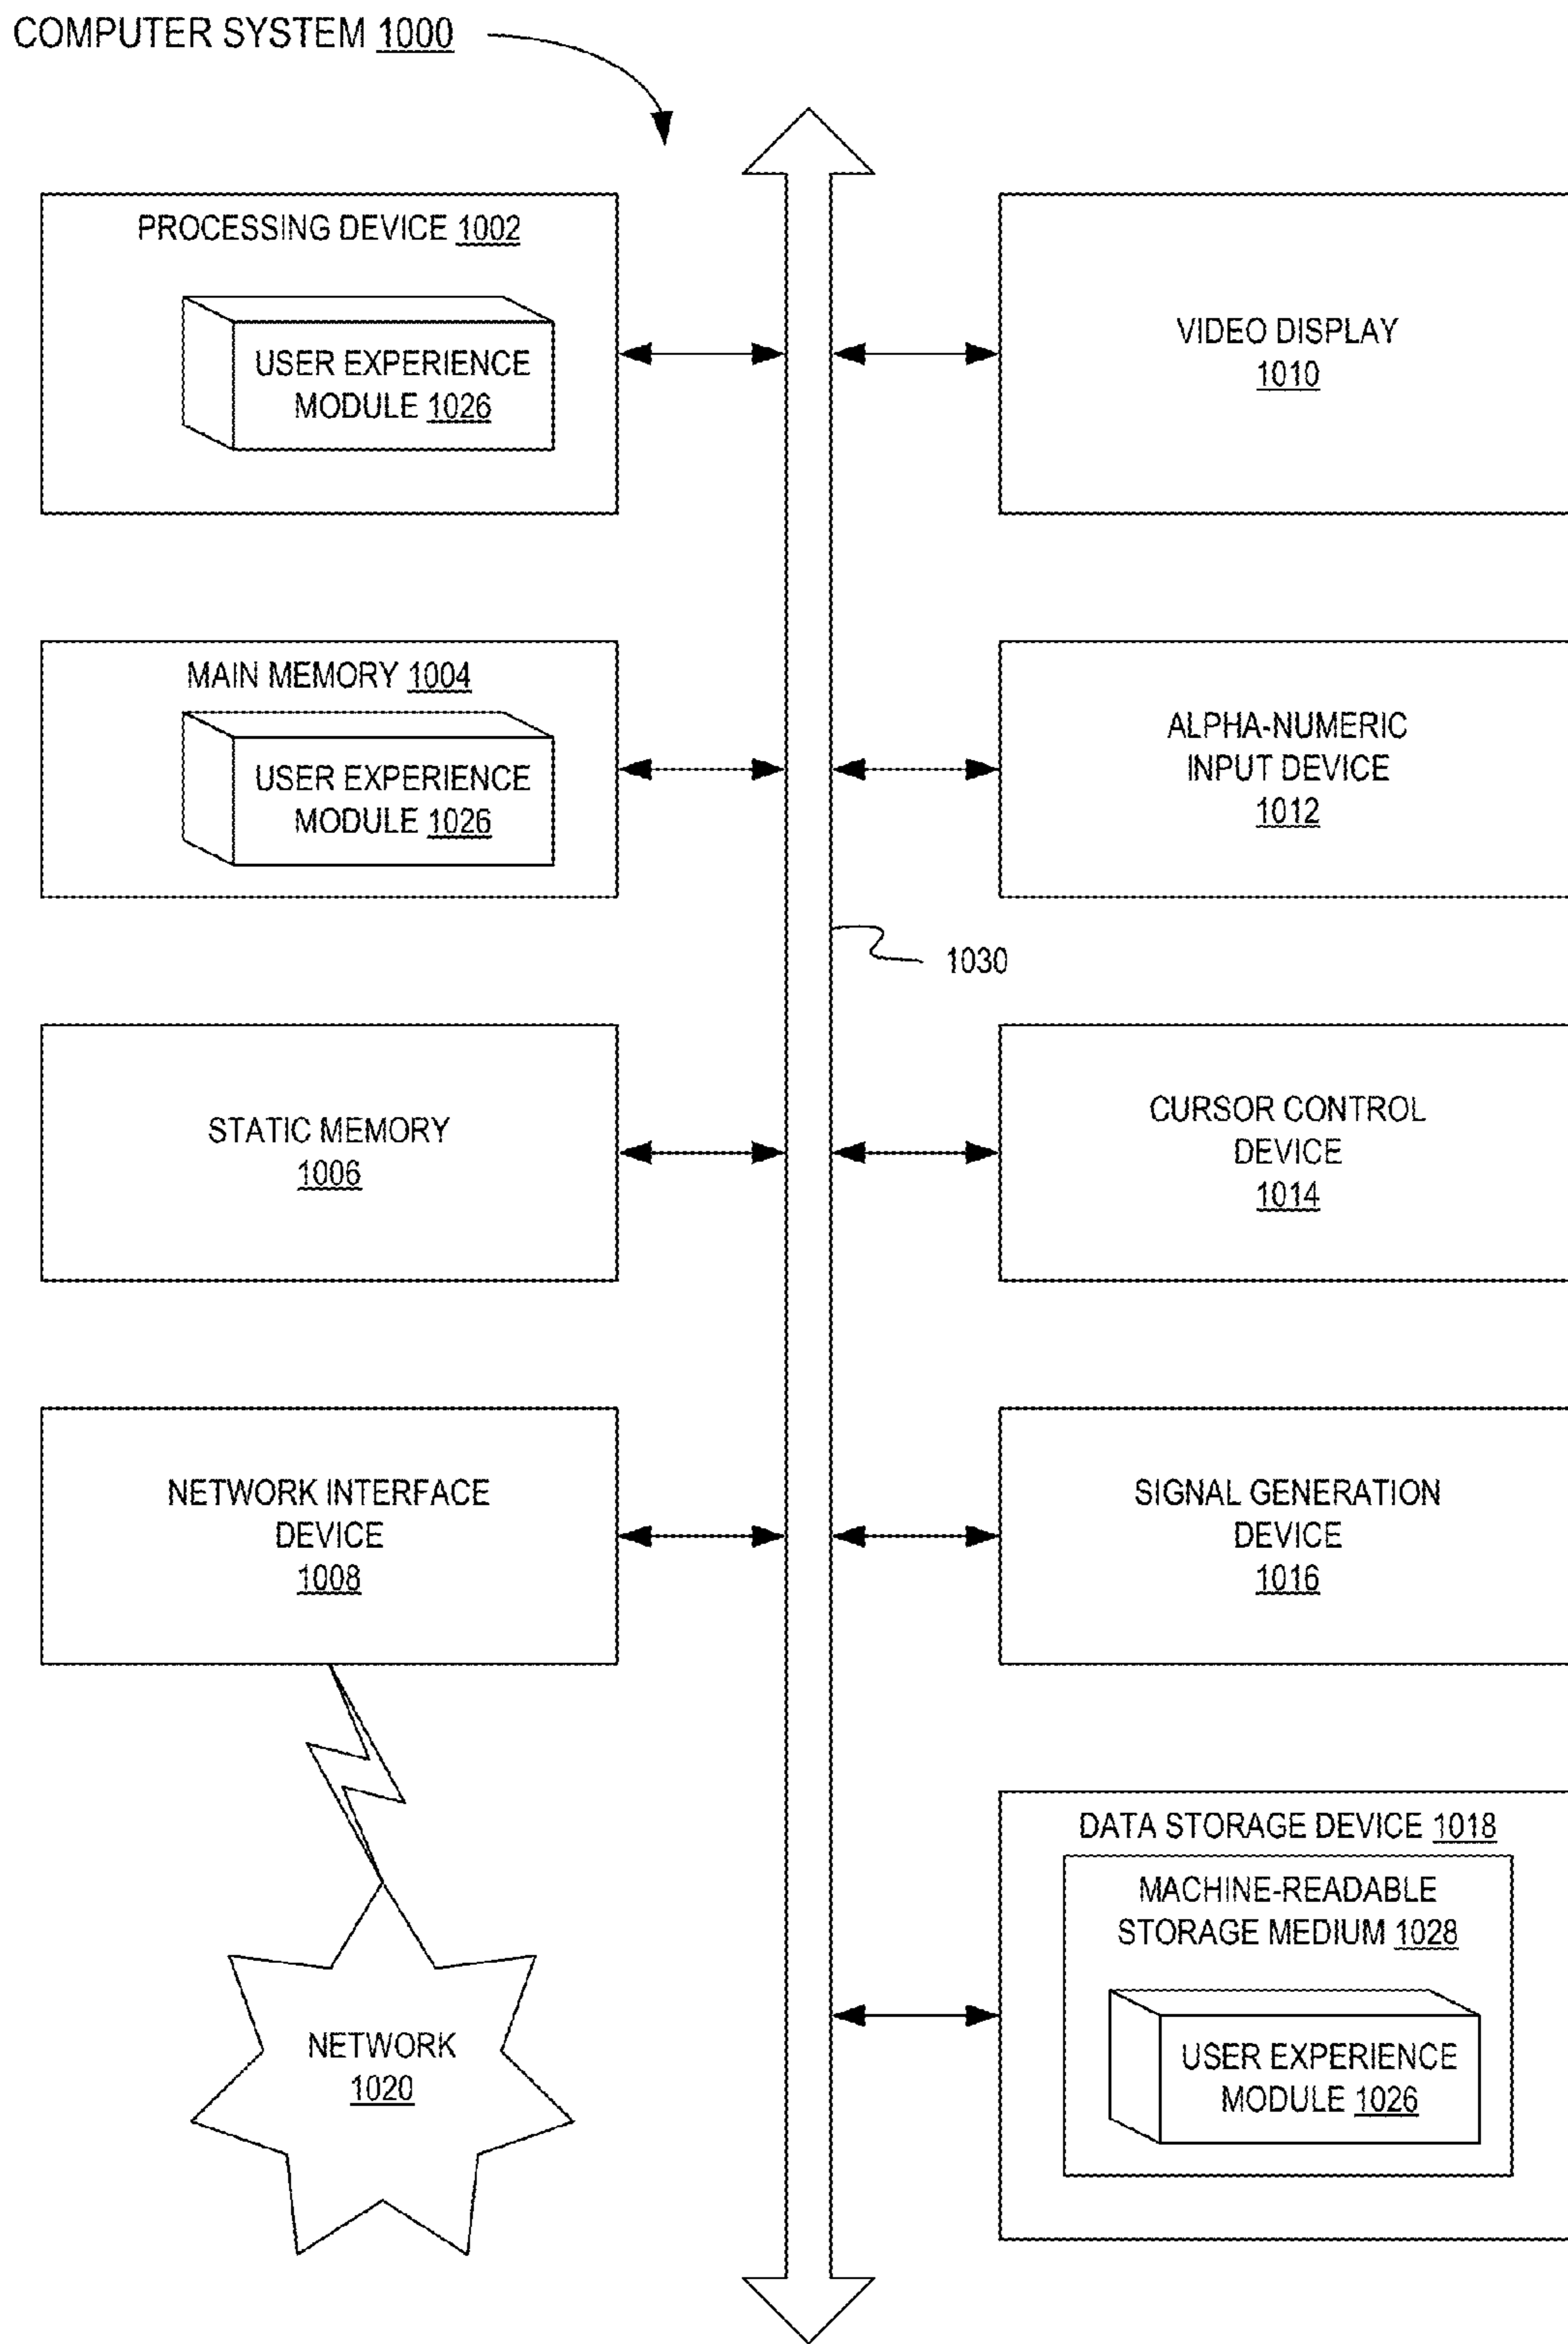 COMPUTER SYSTEM 1000
PROCESSING DEVICE 1002
USER EXPERIENCE
MODULE 1026
VIDEO DISPLAY
1010
MAIN MEMORY 1004
USER EXPERIENCE
MODULE 1026
ALPHA-NUMERIC
INPUT DEVICE
1012
1030
STATIC MEMORY
1006
CURSOR CONTROL
DEVICE
1014
NETWORK INTERFACE
DEVICE
1008
SIGNAL GENERATION
DEVICE
1016
DATA STORAGE DEVICE 1018
MACHINE-READABLE
STORAGE MEDIUM 1028
USER EXPERIENCE
MODULE 1026
NETWORK
1020